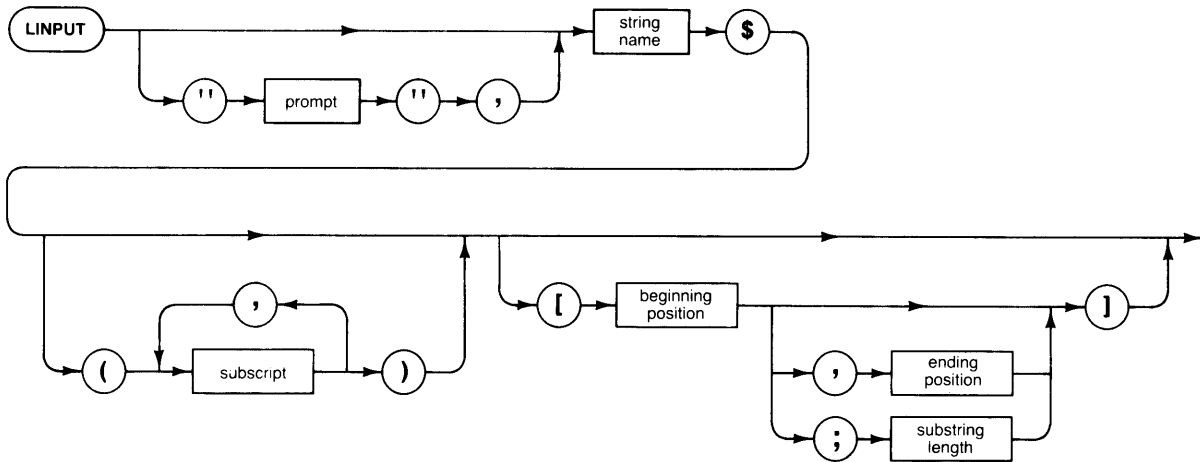 LINPUT
string
name
$
"
prompt
"
,
,
(
subscript
)
[
beginning
position
]
,
ending
position
;
substring
length